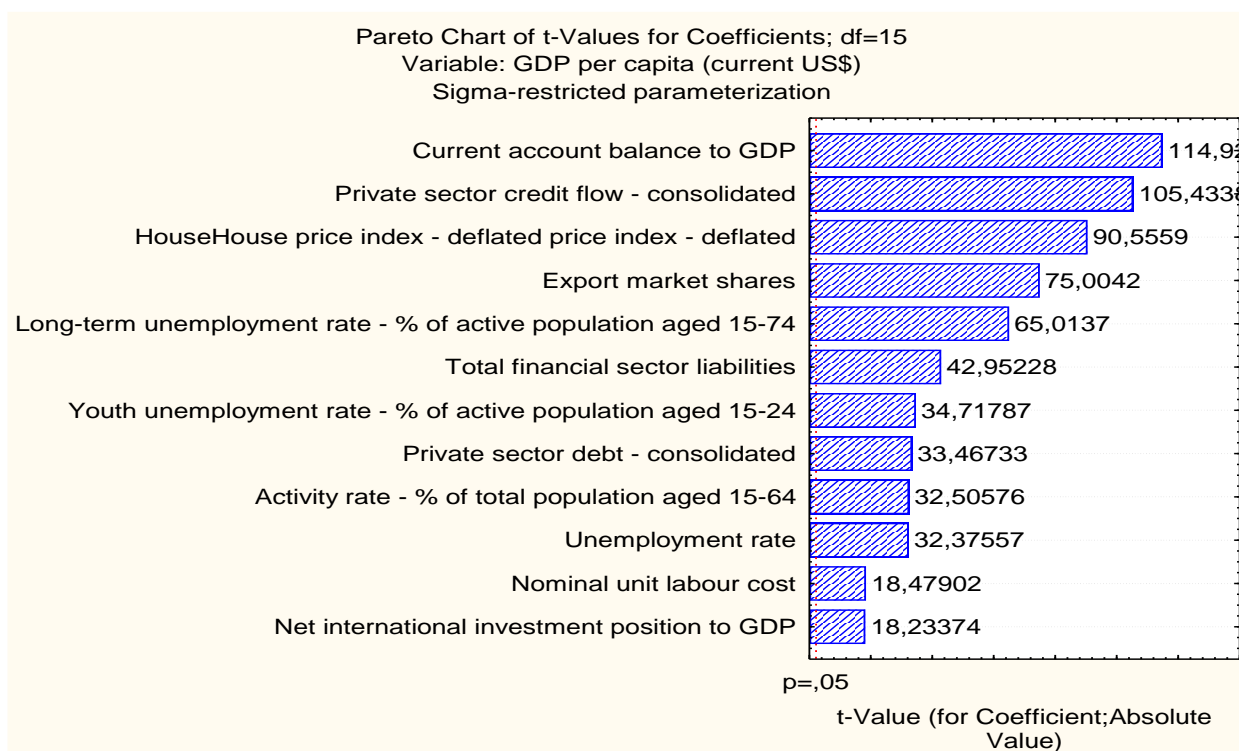 Pareto Chart of t-Values for Coefficients; df=15
Variable: GDP per capita (current US$)
Sigma-restricted parameterization
Current account balance to GDP 114,92
Private sector credit flow - consolidated 105,433
HouseHouse price index - deflated price index - deflated 90,5559
Export market shares 75,0042
Long-term unemployment rate - % of active population aged 15-74 65,0137
Total financial sector liabilities 42,95228
Youth unemployment rate - % of active population aged 15-24 34,71787
Private sector debt - consolidated 33,46733
Activity rate - % of total population aged 15-64 32,50576
Unemployment rate 32,37557
Nominal unit labour cost 18,47902
Net international investment position to GDP 18,23374
p=,05
t-Value (for Coefficient;Absolute
Value)